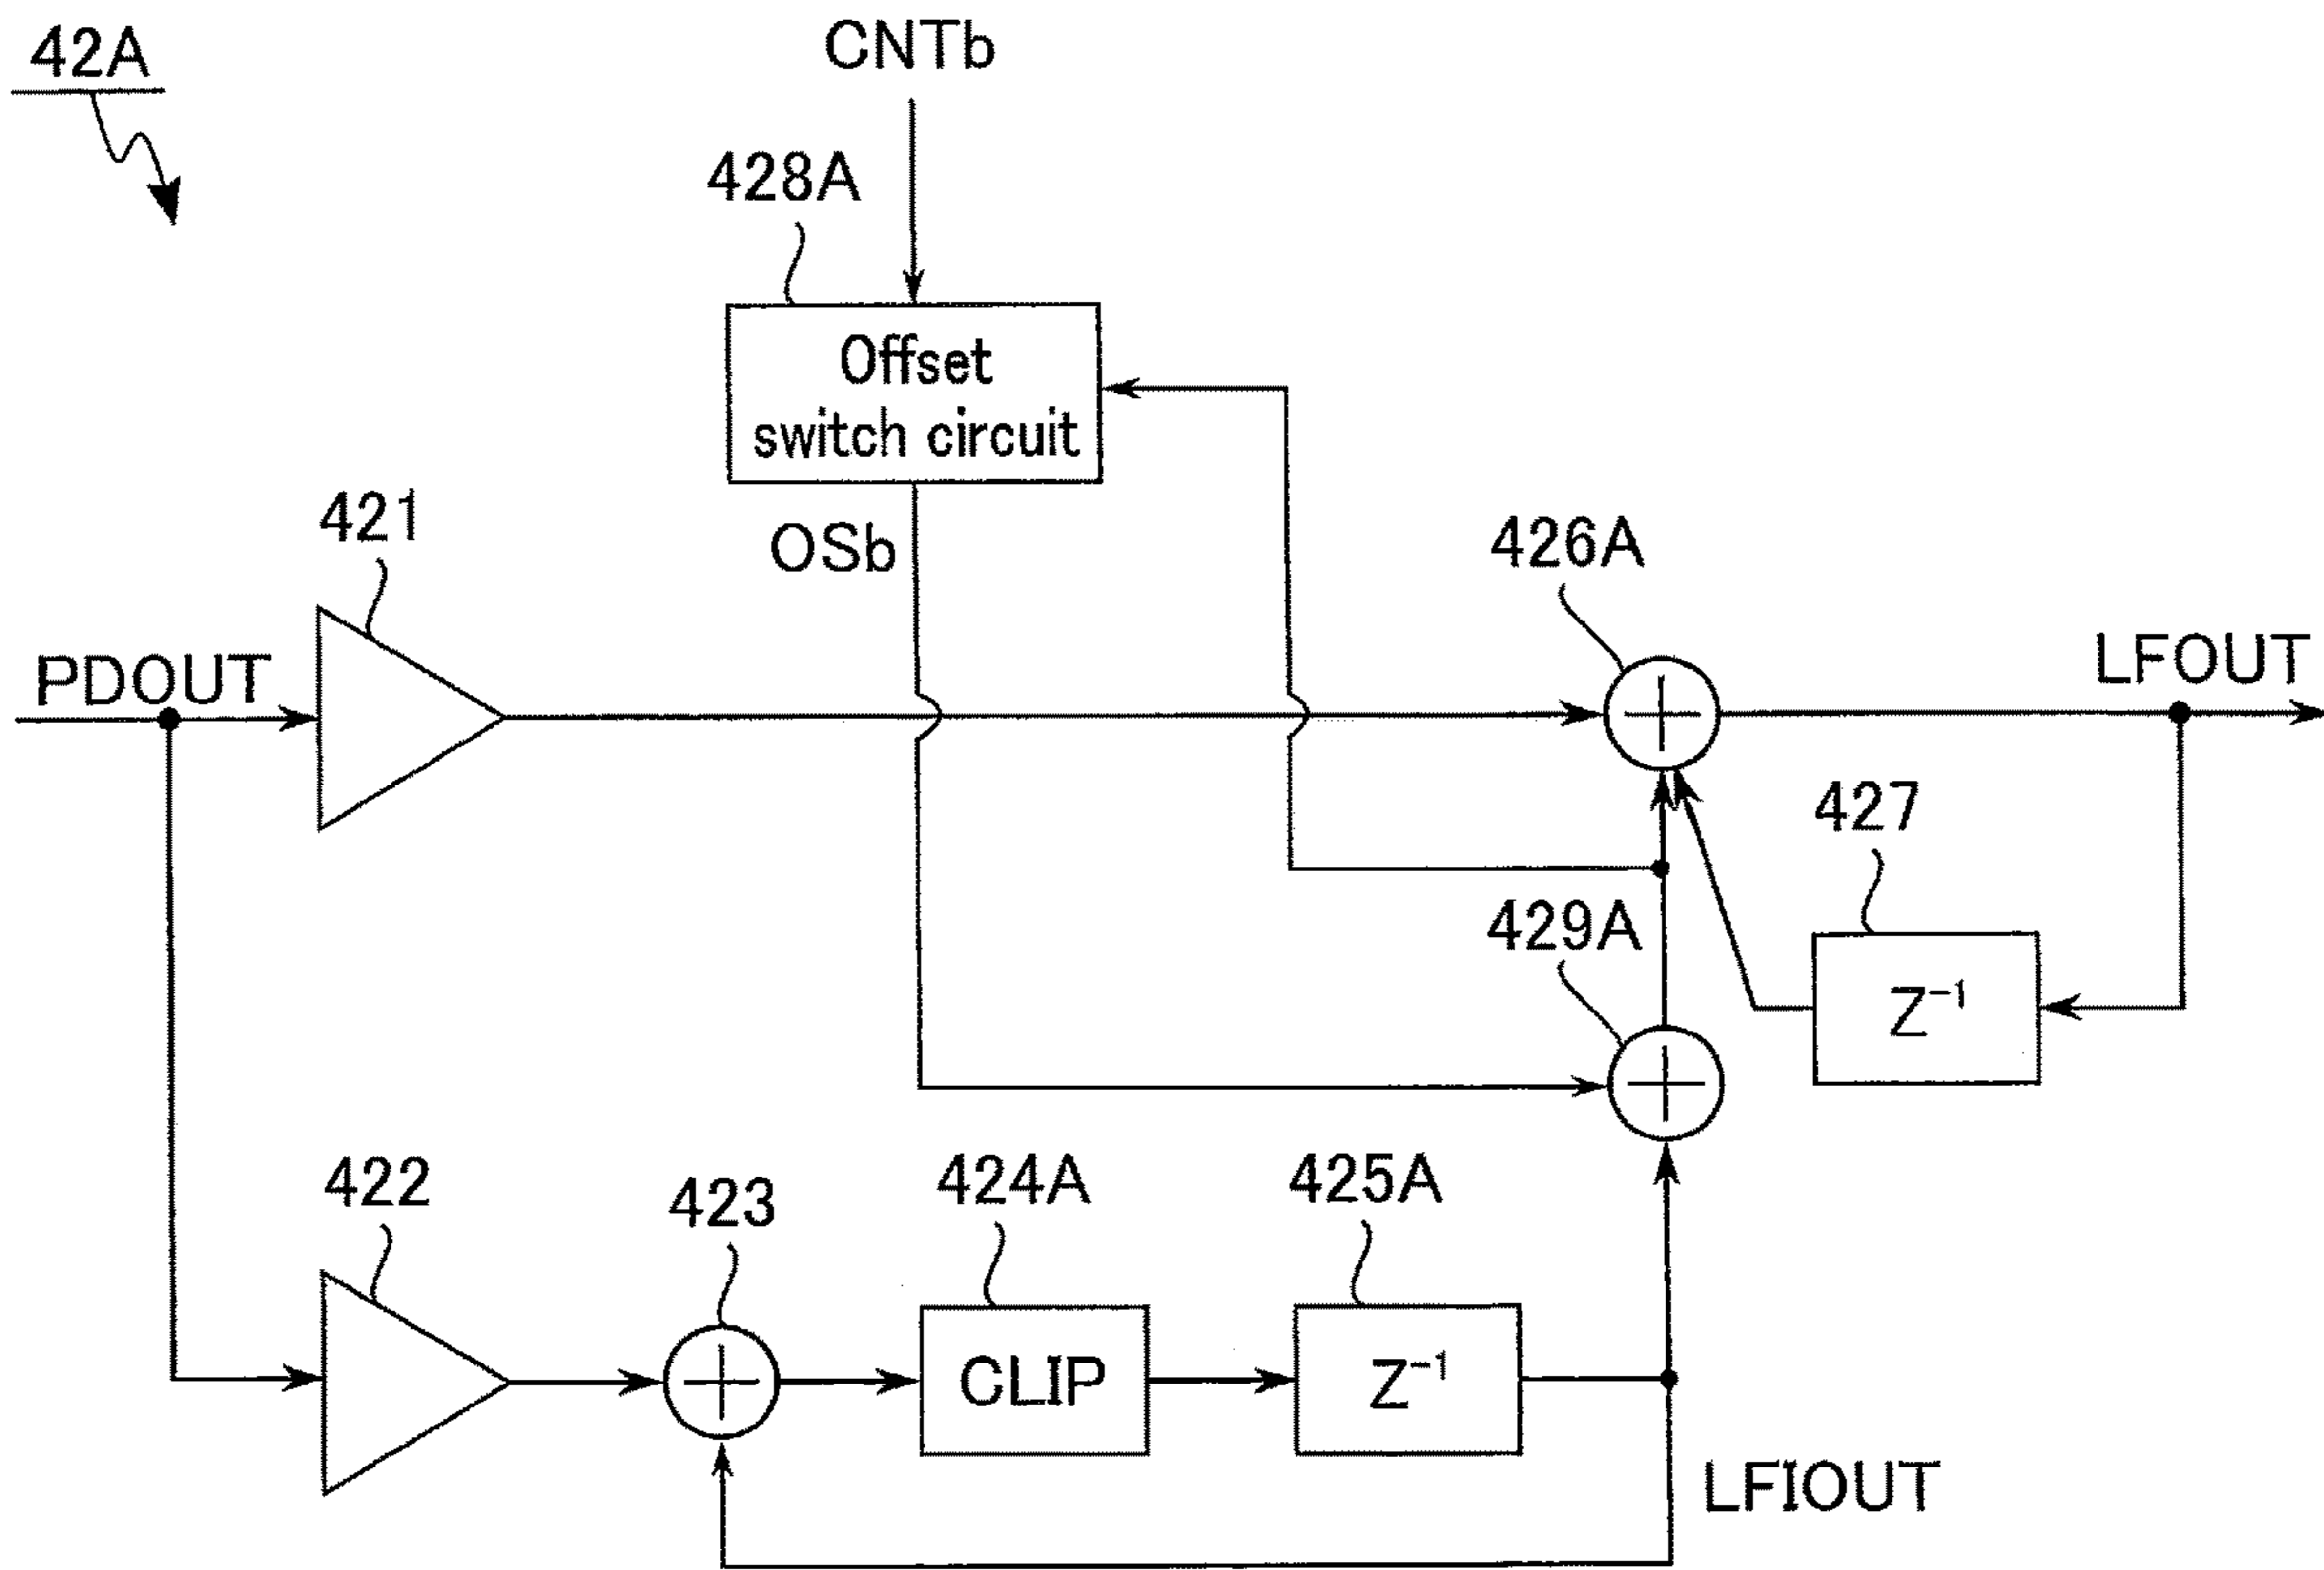 42A
CNTb
428A
Offset
switch circuit
421
OSb
426A
PDOUT
LFOUT
427
429A
Z⁻¹
422
423
424A
425A
CLIP
Z⁻¹
LFIOUT